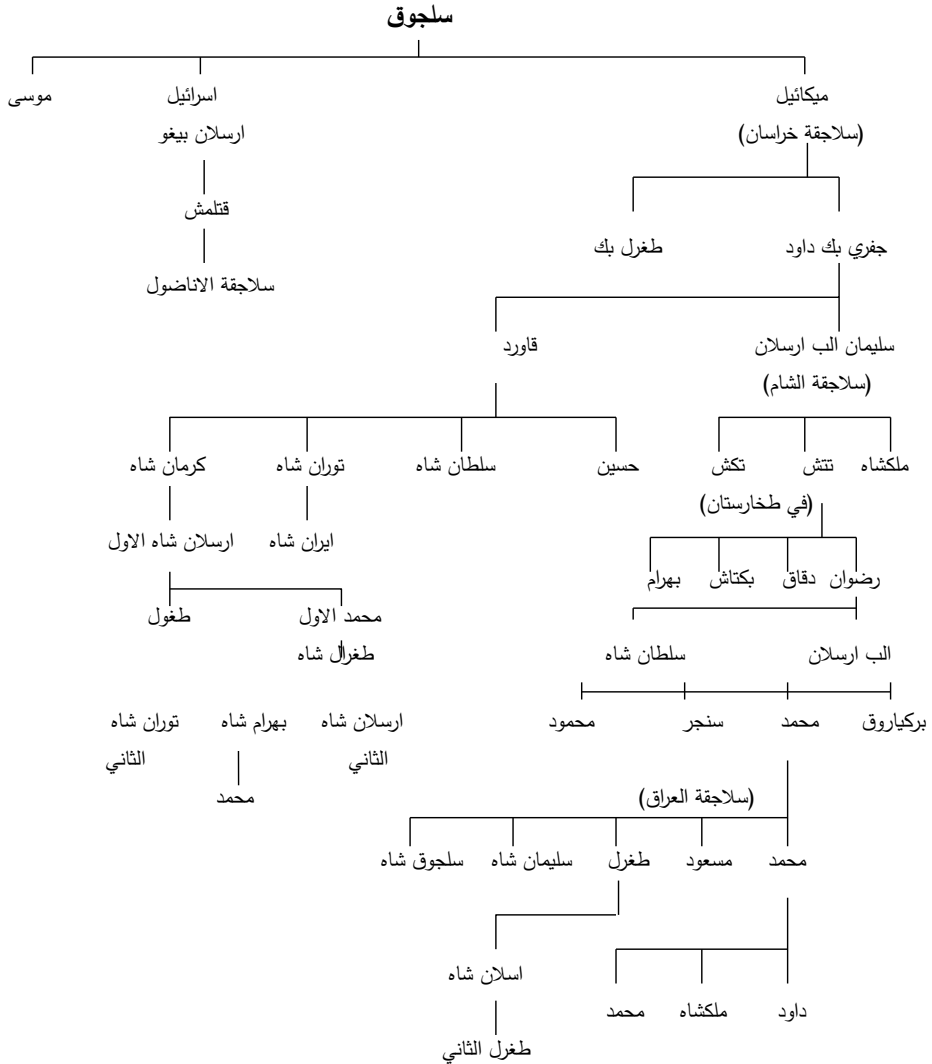 سلجوق
ميكائيل اسرائيل موسى
(سلاجقة خراسان) ارسلان بيغو
قتلمش
جفري بك داود طغرل بك
سلاجقة الاناضول
سليمان الب ارسلان قاورد
(سلاجقة الشام)
ملكشاه تتش تكش حسين سلطان شاه توران شاه كرمان شاه
(في طخارستان)
ايران شاه ارسلان شاه الاول
رضوان دقاق بكتاش بهرام
محمد الاول طغول
الب ارسلان سلطان شاه طغرال شاه
بركياروق محمد سنجر محمود ارسلان شاه بهرام شاه توران شاه
الثاني الثاني
محمد
(سلاجقة العراق)
محمد مسعود طغرل سليمان شاه سلجوق شاه
اسلان شاه
داود ملكشاه محمد
طغرل الثاني